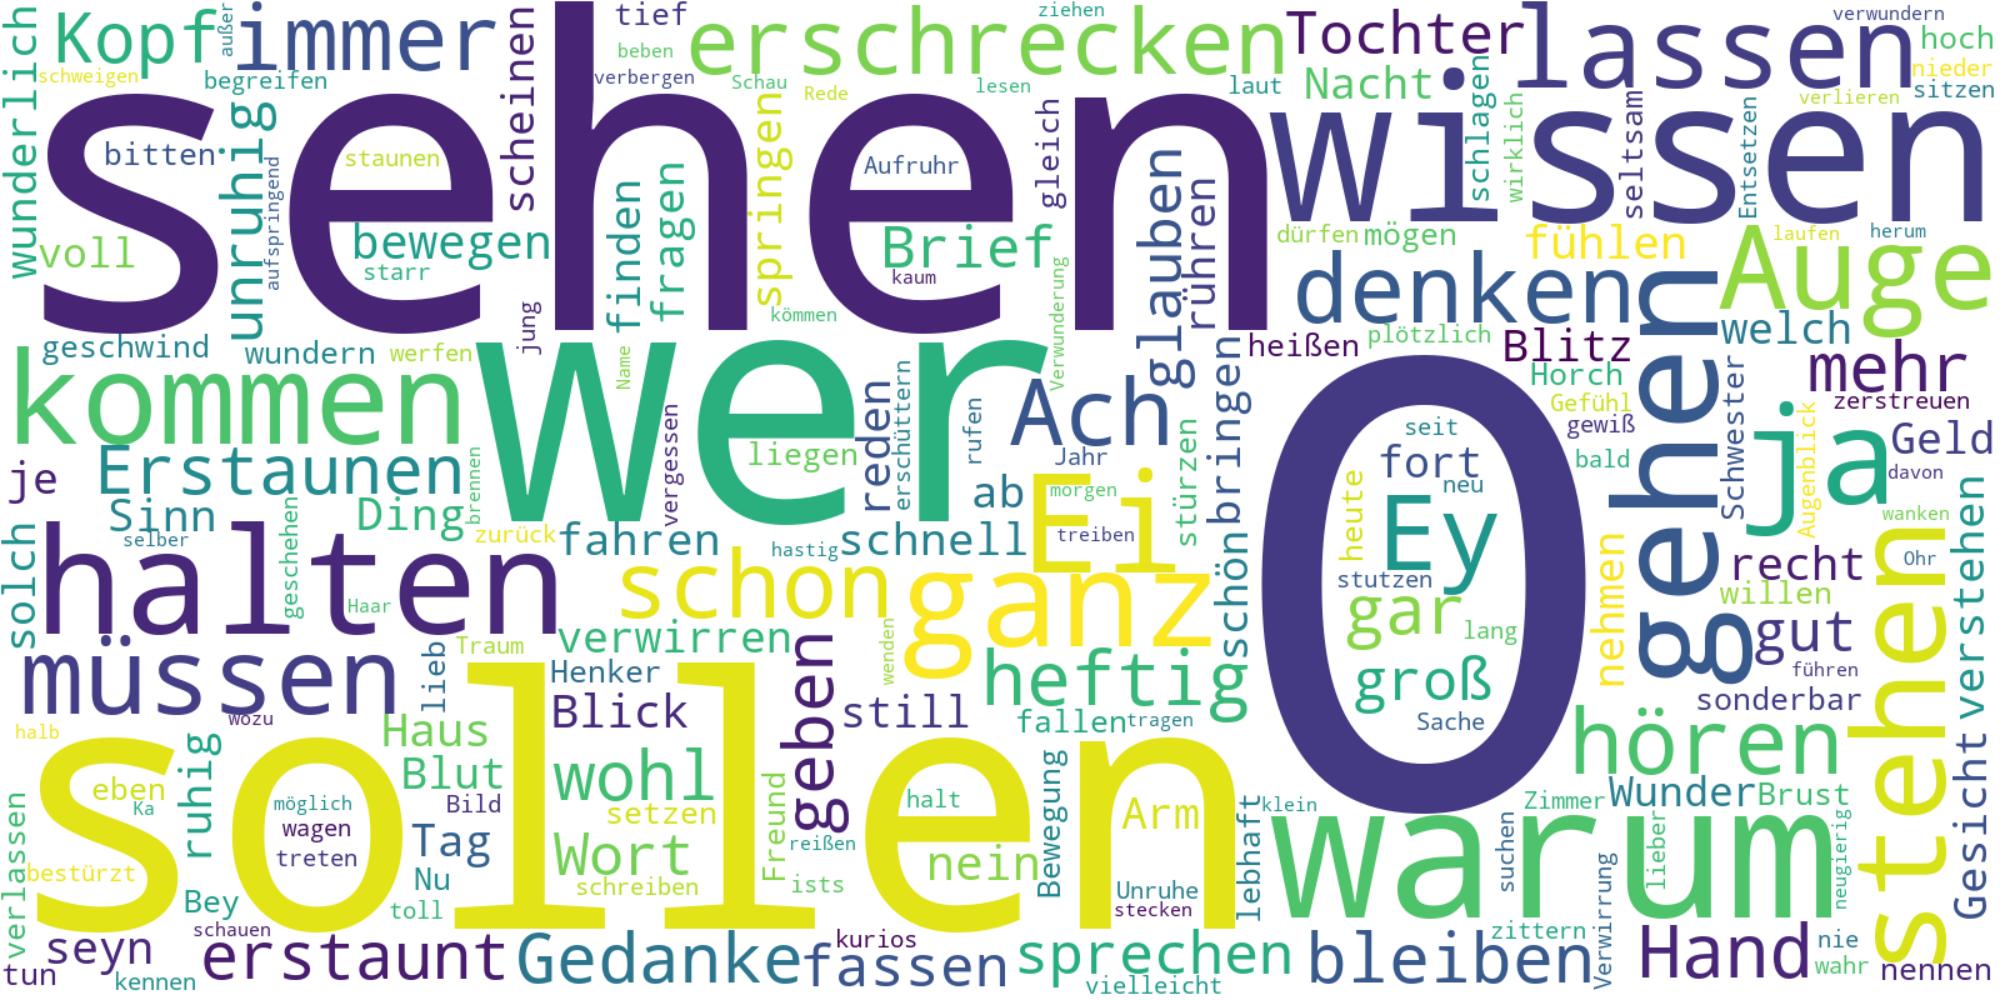 wunderlich
Kopf
außer
immer
schweigen
begreifen
scheinen
tief
beben
verbergen
erschrecken
ziehen
Schau
Rede
lesen
Tochter
laut
Nacht
lassen
verwundern
hoch
nieder
sitzen
verlieren
sehen
bitten
unruhig
aufspringend
staunen
voll
bewegen
starr
finden
fragen
springen
Aufruhr
Brief
kaum
gleich
glauben
rühren
wissen
schlagen
wirklich
seltsam
Entsetzen
dürfen
mögen
fühlen
laufen
herum
Auge
denken
gehen
welch
geschwind
wundern
werfen
jung
Name
kömmen
Verwunderung
heißen
plötzlich
Blitz
Horch
Gefühl
gewiß
bald
mehr
zerstreuen
kommen
wer
liegen
vergessen
reden
erschüttern
rufen
Ach
Jahr
bringen
stürzen
O
seit
fort
neu
heute
Ey
stutzen
gar
lang
groß
Sache
Schwester
Augenblick
ja
Geld
davon
wanken
je
Erstaunen
brennen
Sinn
selber
Ding
geschehen
zurück
fahren
hastig
schnell
ab
Ei
morgen
treiben
schön
nehmen
recht
Ohr
willen
gut
führen
sonderbar
stehen
verstehen
solch
halten
Haar
schon
ganz
verwirren
Traum
wenden
müssen
lieb
wozu
Henker
Blick
geben
still
heftig
fallen
tragen
hören
Gesicht
halb
sollen
eben
Ka
ruhig
möglich
wagen
treten
Haus
Blut
Bild
Tag
Nu
toll
wohl
setzen
Wort
schreiben
Freund
reißen
ists
halt
nein
Bewegung
Arm
Unruhe
stecken
lebhaft
klein
warum
Zimmer
Wunder
Brust
suchen
lieber
neugierig
verlassen
bestürzt
Bey
schauen
seyn
tun
kennen
erstaunt
Gedanke
kurios
fassen
sprechen
vielleicht
bleiben
zittern
Verwirrung
Hand
nie
wahr
nennen